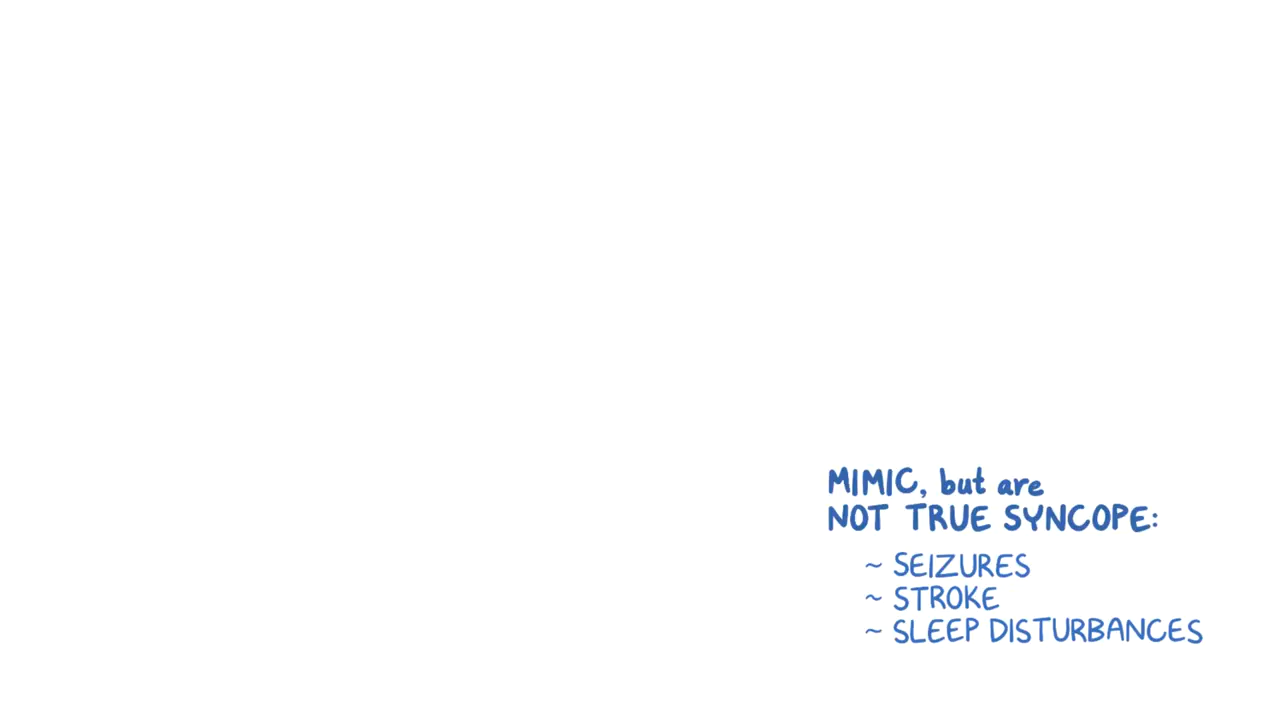 MIMIC, but are
NOT TRUE SYNCOPE:
~ SEIZURES
~ STROKE
~ SLEEP DISTURBANCES